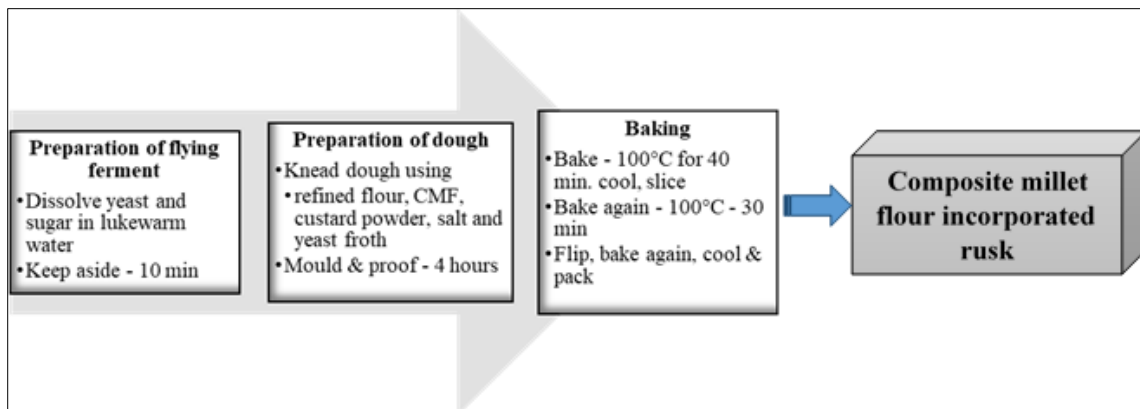 Preparation of flying
ferment
•Dissolve yeast and
sugar in lukewarm
water
•Keep aside - 10 min
Preparation of dough
•Knead dough using
•refined flour, CMF,
custard powder, salt and
yeast froth
•Mould & proof - 4 hours
Baking
•Bake - 100°C for 40
min. cool, slice
•Bake again - 100°C - 30
min
•Flip, bake again, cool &
pack
Composite millet
flour incorporated
rusk